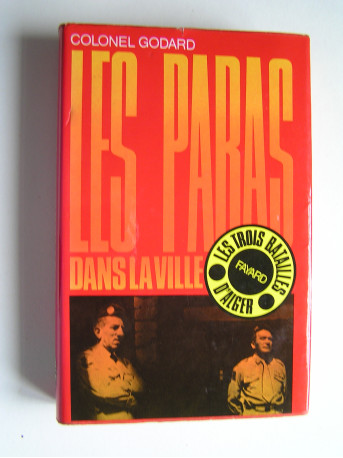 COLONEL GODARD
LES PARAS
DANS LA VILLE
LES TROIS BATAILLES
FAYARD
D'ALGER